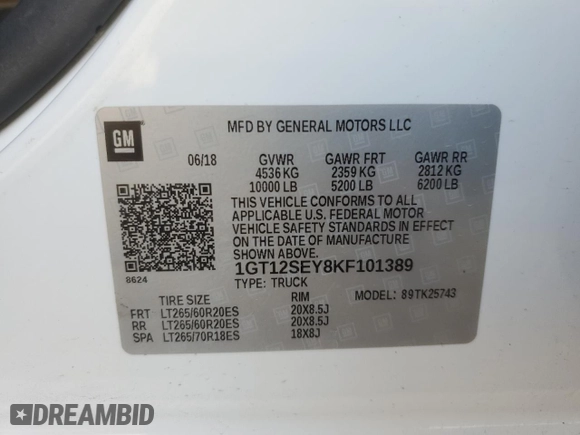 MFD BY GENERAL MOTORS LLC
GM
06/18 GVWR GAWR FRT GAWR RR
4536 KG 2359 KG 2812 KG
10000 LB 5200 LB 6200 LB
THIS VEHICLE CONFORMS TO ALL
APPLICABLE U.S. FEDERAL MOTOR
VEHICLE SAFETY STANDARDS IN EFFECT
ON THE DATE OF MANUFACTURE
SHOWN ABOVE.
8624
1GT12SEY8KF101389
TYPE: TRUCK
TIRE SIZE RIM MODEL: 89TK25743
FRT LT265/60R20ES 20X8.5J
RR LT265/60R20ES 20X8.5J
SPA LT265/70R18ES 18X8J
DREAMBID